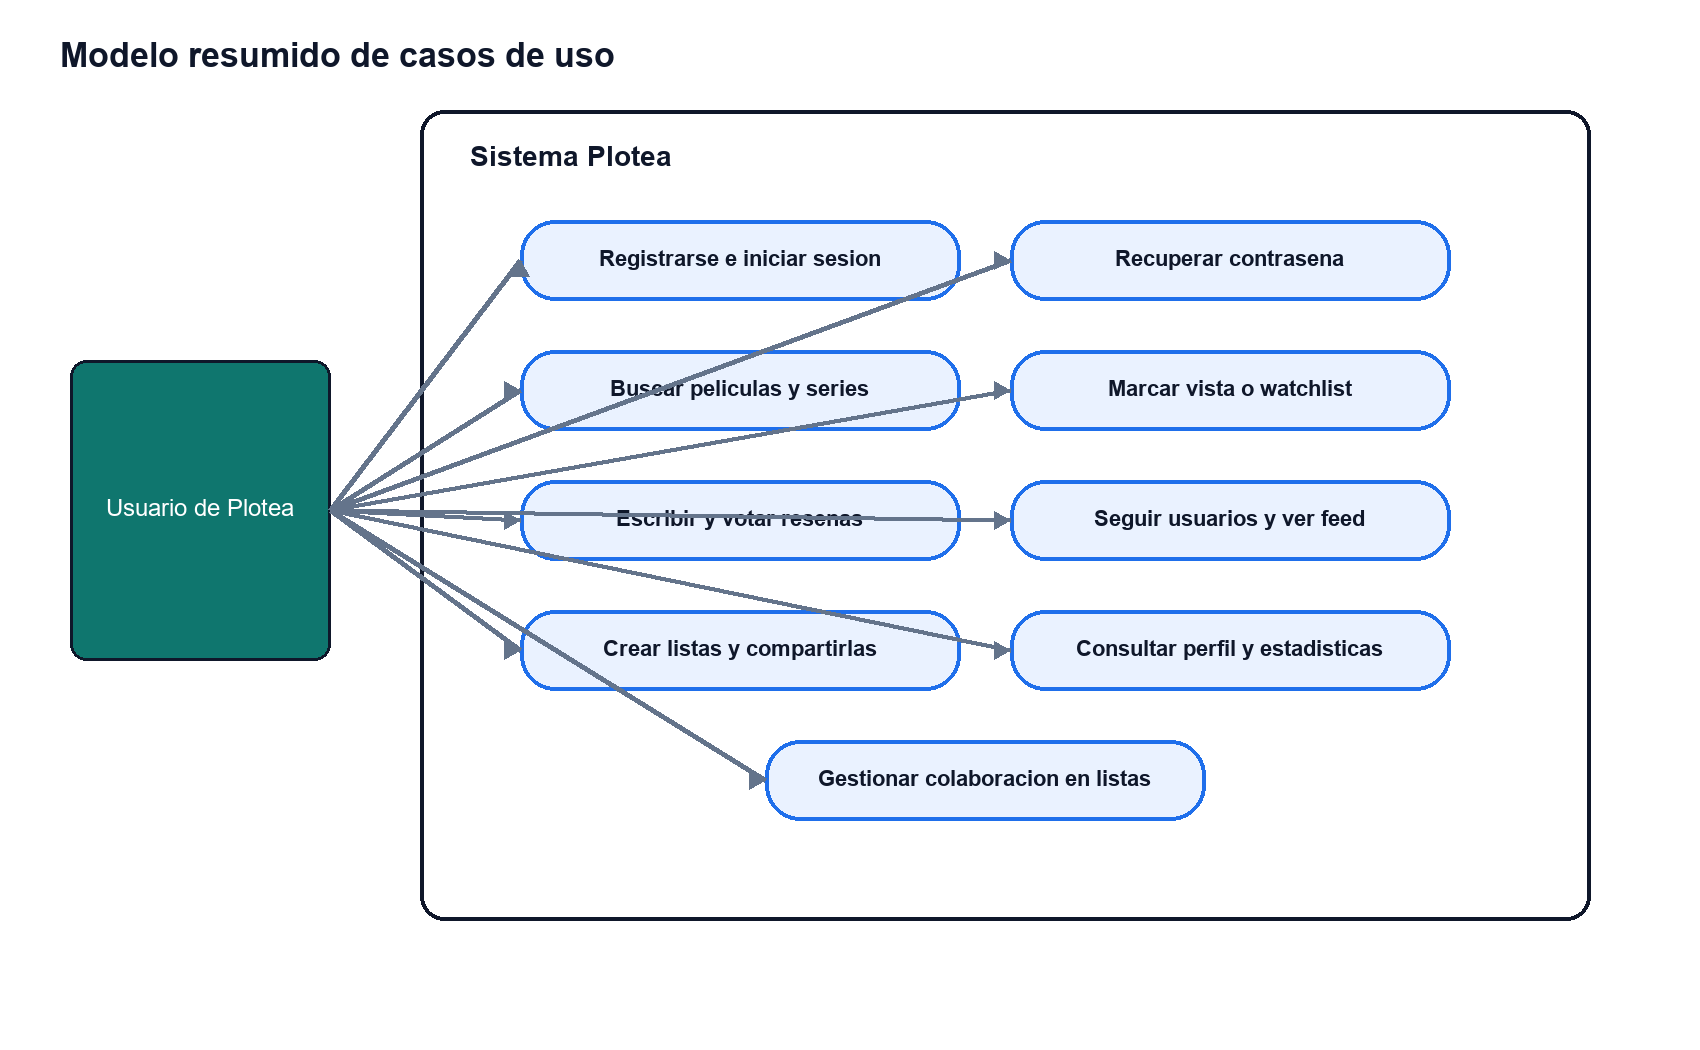 Modelo resumido de casos de uso
Sistema Plotea
Registrarse e iniciar sesion
Recuperar contrasena
Buscar peliculas y series
Marcar vista o watchlist
Usuario de Plotea
Escribir y votar resenas
Seguir usuarios y ver feed
Crear listas y compartirlas
Consultar perfil y estadisticas
Gestionar colaboracion en listas